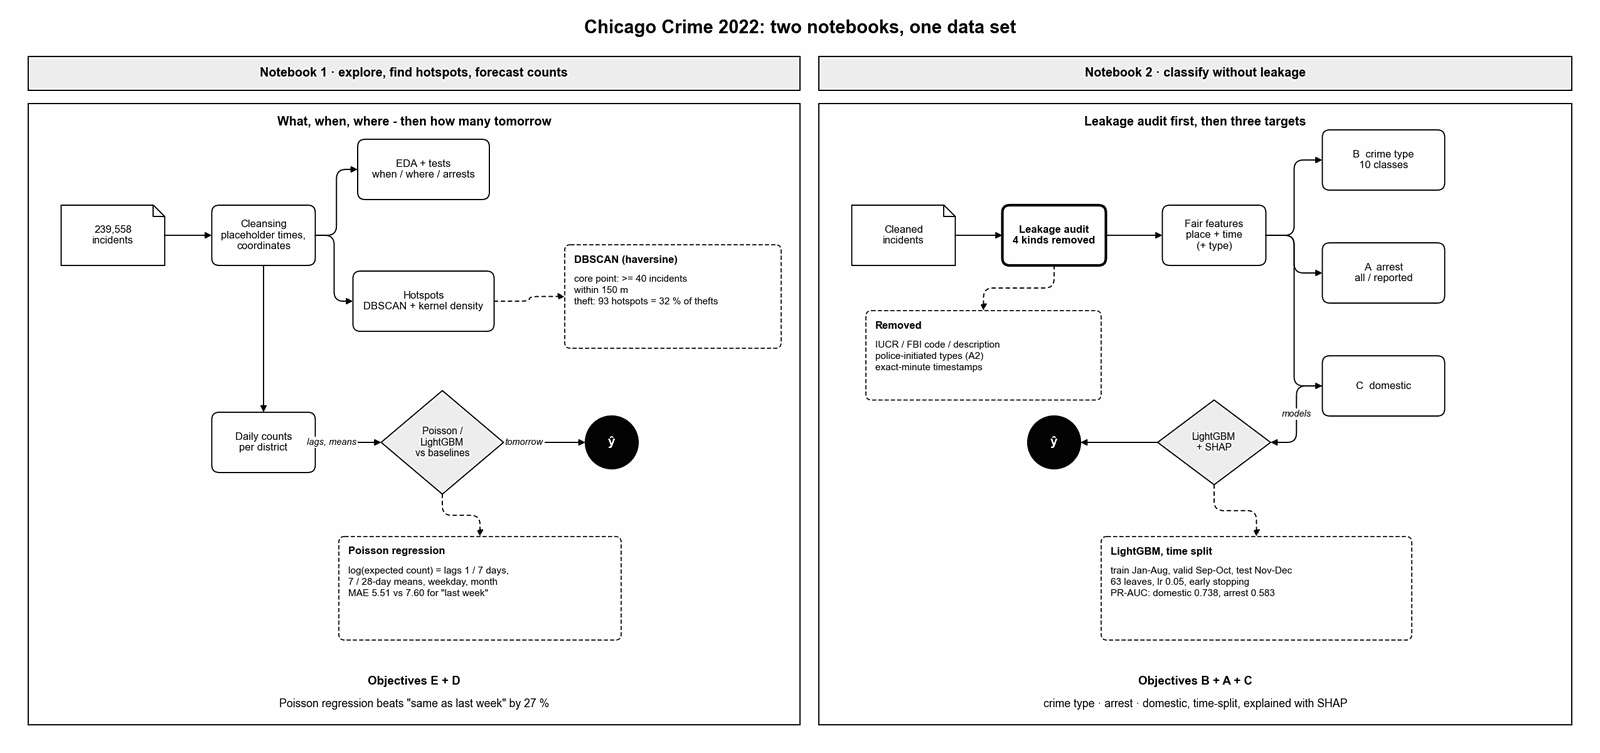 Chicago Crime 2022: two notebooks, one data set
Notebook 1 · explore, find hotspots, forecast counts
What, when, where - then how many tomorrow
EDA + tests
when / where / arrests
239,558
incidents
Cleansing
placeholder times,
coordinates
Hotspots
DBSCAN + kernel density
DBSCAN (haversine)
core point: >= 40 incidents
within 150 m
theft: 93 hotspots = 32 % of thefts
Daily counts
per district
lags, means
Poisson /
LightGBM
vs baselines
tomorrow
ŷ
Poisson regression
log(expected count) = lags 1 / 7 days,
7 / 28-day means, weekday, month
MAE 5.51 vs 7.60 for "last week"
Objectives E + D
Poisson regression beats "same as last week" by 27 %
Notebook 2 · classify without leakage
Leakage audit first, then three targets
B crime type
10 classes
Cleaned
incidents
Leakage audit
4 kinds removed
Fair features
place + time
(+ type)
A arrest
all / reported
Removed
IUCR / FBI code / description
police-initiated types (A2)
exact-minute timestamps
C domestic
models
LightGBM
+ SHAP
ŷ
LightGBM, time split
train Jan-Aug, valid Sep-Oct, test Nov-Dec
63 leaves, lr 0.05, early stopping
PR-AUC: domestic 0.738, arrest 0.583
Objectives B + A + C
crime type · arrest · domestic, time-split, explained with SHAP